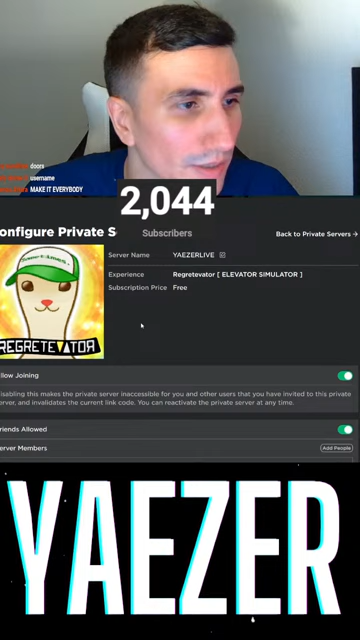 doors
username
MAKE IT EVERYBODY
2,044
Subscribers
onfigure Private S
Back to Private Servers
Server Name YAEZERLIVE
Experience Regretevator [ ELEVATOR SIMULATOR ]
Subscription Price Free
REGRETEVATOR
llow Joining
isabling this makes the private server inaccessible for you and other users that you have invited to this private
erver, and invalidates the current link code. You can reactivate the private server at any time.
riends Allowed
erver Members
Add People
YAEZER